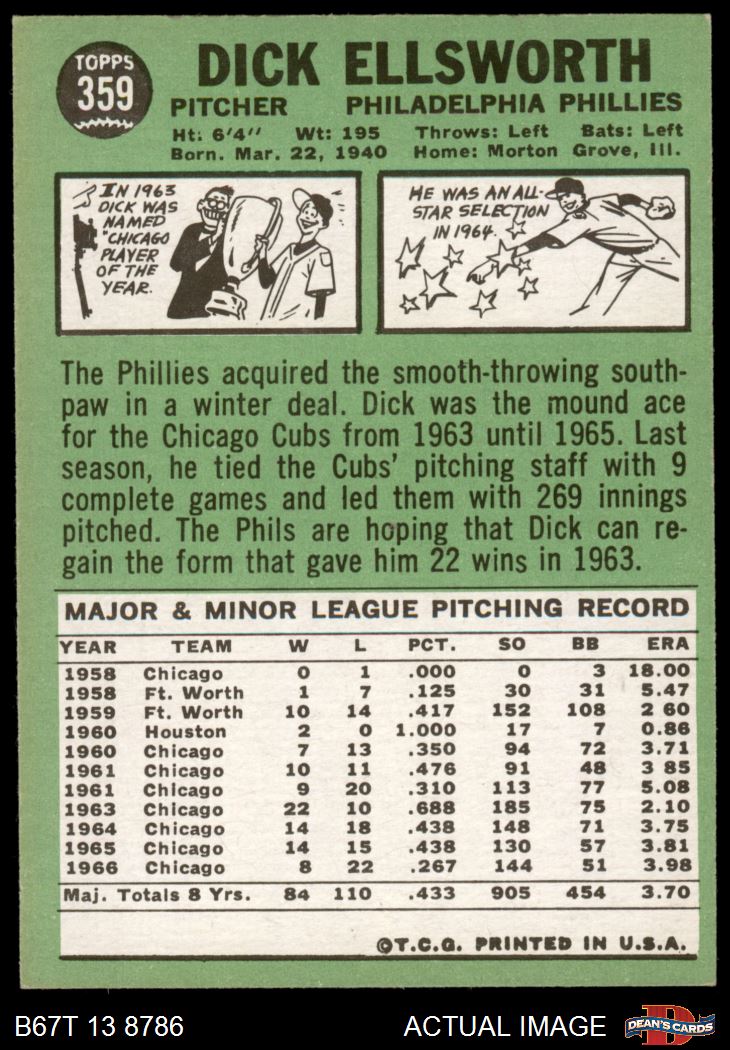 TOPPS
359
DICK ELLSWORTH
PITCHER PHILADELPHIA PHILLIES
Ht: 6'4" Wt: 195 Throws: Left Bats: Left
Born. Mar. 22, 1940 Home: Morton Grove, Ill.
IN 1963
DICK WAS
NAMED
"CHICAGO
PLAYER
OF THE
YEAR.
HE WAS AN ALL-
STAR SELECTION
IN 1964.
The Phillies acquired the smooth-throwing south-
paw in a winter deal. Dick was the mound ace
for the Chicago Cubs from 1963 until 1965. Last
season, he tied the Cubs' pitching staff with 9
complete games and led them with 269 innings
pitched. The Phils are hoping that Dick can re-
gain the form that gave him 22 wins in 1963.
MAJOR & MINOR LEAGUE PITCHING RECORD
YEAR TEAM W L PCT. SO BB ERA
1958 Chicago 0 1 .000 0 3 18.00
1958 Ft. Worth 1 7 .125 30 31 5.47
1959 Ft. Worth 10 14 .417 152 108 2 60
1960 Houston 2 0 1.000 17 7 0.86
1960 Chicago 7 13 .350 94 72 3.71
1961 Chicago 10 11 .476 91 48 3 85
1961 Chicago 9 20 .310 113 77 5.08
1963 Chicago 22 10 .688 185 75 2.10
1964 Chicago 14 18 .438 148 71 3.75
1965 Chicago 14 15 .438 130 57 3.81
1966 Chicago 8 22 .267 144 51 3.98
Maj. Totals 8 Yrs. 84 110 .433 905 454 3.70
©T.C.G. PRINTED IN U.S.A.
B67T 13 8786 ACTUAL IMAGE
D
DEAN'S CARDS